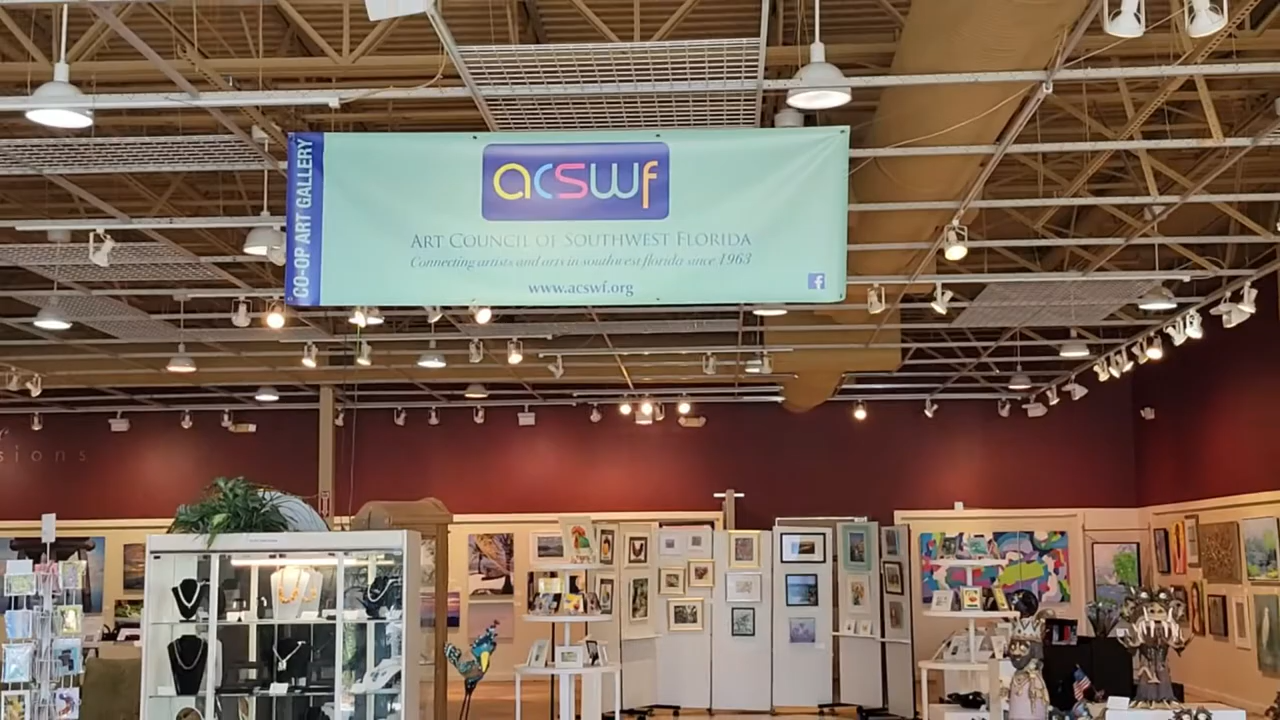 CO-OP ART GALLERY
acswf
ART COUNCIL OF SOUTHWEST FLORIDA
Connecting artists and arts in southwest florida since 1963
www.acswf.org
f
sions